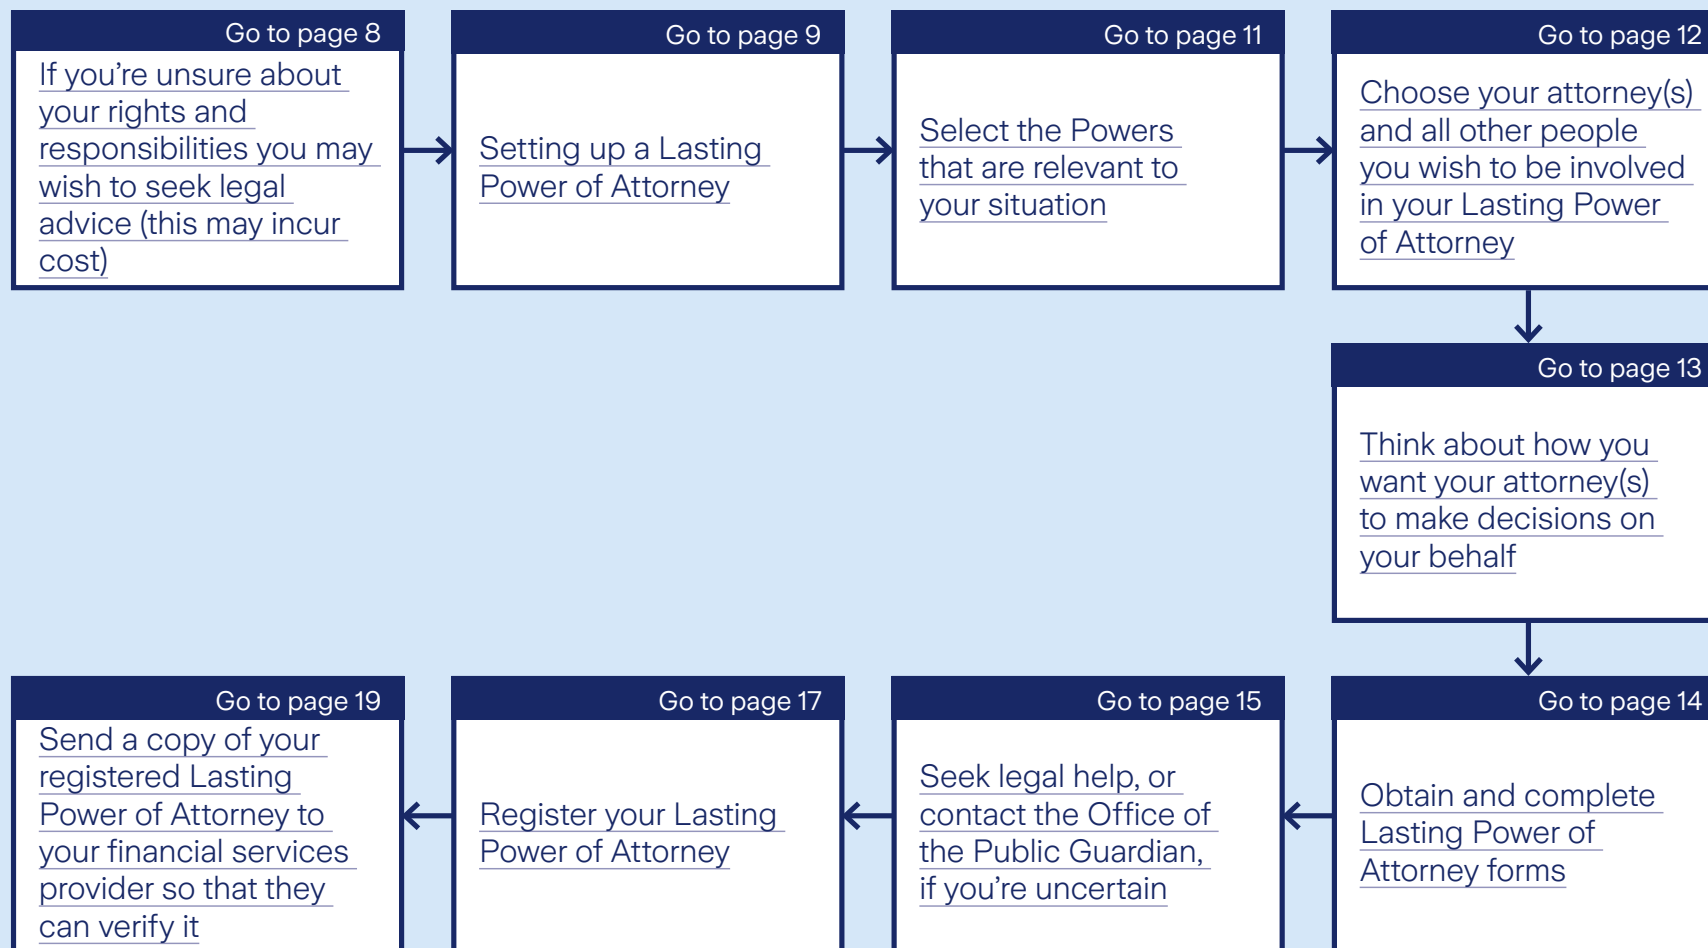 Go to page 8
If you're unsure about
your rights and
responsibilities you may
wish to seek legal
advice (this may incur
cost)
Go to page 9
Setting up a Lasting
Power of Attorney
Go to page 11
Select the Powers
that are relevant to
your situation
Go to page 12
Choose your attorney(s)
and all other people
you wish to be involved
in your Lasting Power
of Attorney
Go to page 13
Think about how you
want your attorney(s)
to make decisions on
your behalf
Go to page 14
Obtain and complete
Lasting Power of
Attorney forms
Go to page 15
Seek legal help, or
contact the Office of
the Public Guardian,
if you're uncertain
Go to page 17
Register your Lasting
Power of Attorney
Go to page 19
Send a copy of your
registered Lasting
Power of Attorney to
your financial services
provider so that they
can verify it